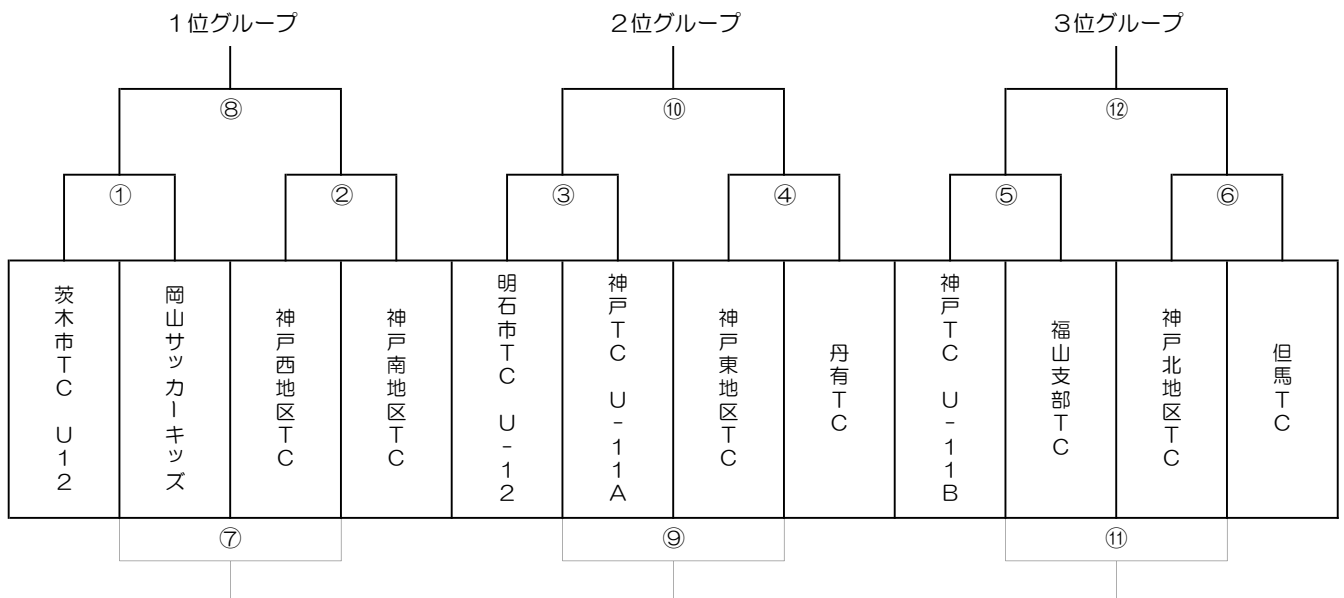 1位グループ
2位グループ
3位グループ
⑧
⑩
⑫
①
②
③
④
⑤
⑥
茨木市TC U12
岡山サッカーキッズ
神戸西地区TC
神戸南地区TC
明石市TC U-12
神戸TC U-11A
神戸東地区TC
丹有TC
神戸TC U-11B
福山支部TC
神戸北地区TC
但馬TC
⑦
⑨
⑪